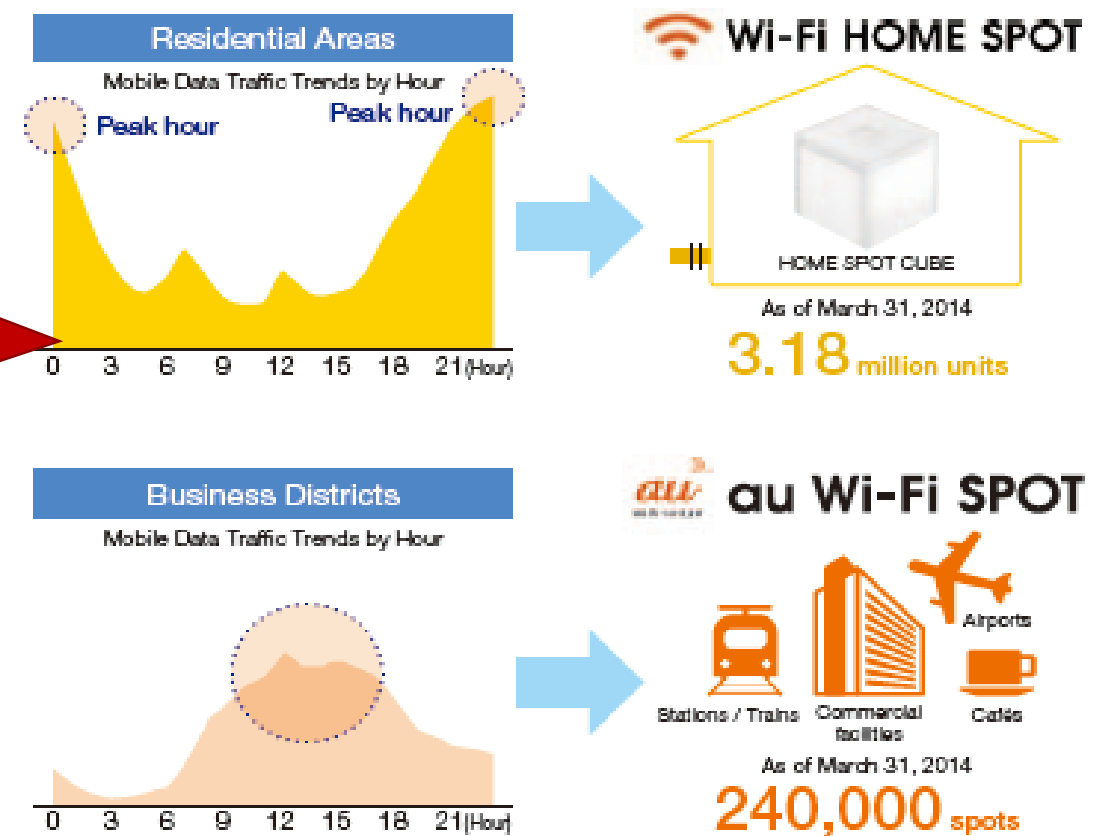 Residential Areas
Mobile Data Traffic Trends by Hour
Peak hour
Peak hour
0 3 6 9 12 15 18 21(Hour)
Wi-Fi HOME SPOT
HOME SPOT CUBE
As of March 31, 2014
3.18 million units
Business Districts
Mobile Data Traffic Trends by Hour
0 3 6 9 12 15 18 21(Hour)
au
au Wi-Fi SPOT
Airports
Stations / Trains
Commercial
facilities
Cafés
As of March 31, 2014
240,000 spots